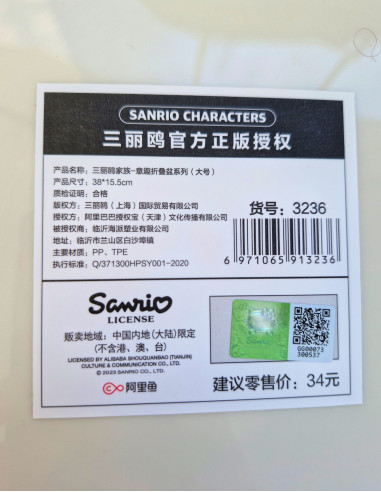 SANRIO CHARACTERS
三丽鸥官方正版授权
产品名称：三丽鸥家族-意趣折叠盆系列（大号）
产品尺寸：38*15.5cm
质检证明：合格
版权方：三丽鸥（上海）国际贸易有限公司
授权方：阿里巴巴授权宝（天津）文化传播有限公司
被授权商：临沂海派塑业有限公司
地址：临沂市兰山区白沙埠镇
主要材质：PP、TPE
执行标准：Q/371300HPSY001-2020
货号：3236
6 971065 913236
Sanrio
LICENSE
贩卖地域：中国内地(大陆)限定
(不含港、澳、台)
LICENSED BY ALIBABA SHOUQUANBAO (TIANJIN)
CULTURE & COMMUNICATION CO., LTD.
© 2023 SANRIO CO., LTD.
阿里鱼
GG00073
300537
建议零售价：34元